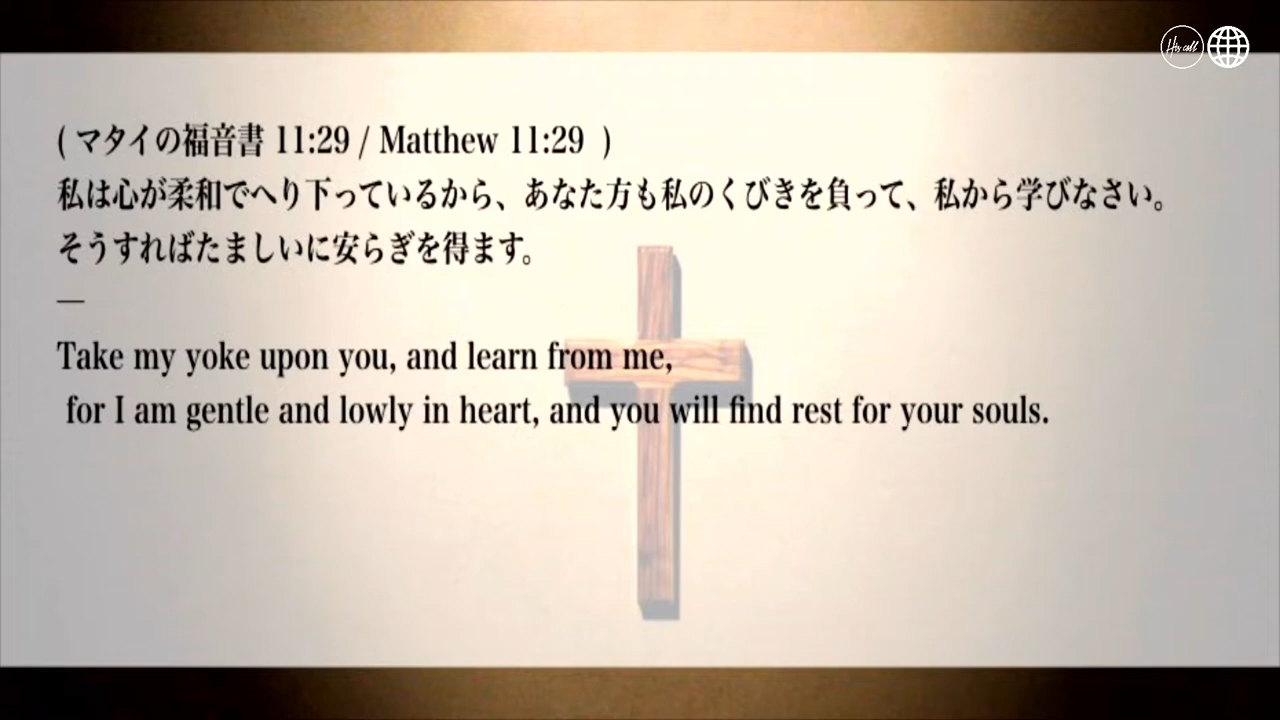 His call
( マタイの福音書 11:29 / Matthew 11:29 )
私は心が柔和でへり下っているから、あなた方も私のくびきを負って、私から学びなさい。
そうすればたましいに安らぎを得ます。
—
Take my yoke upon you, and learn from me,
for I am gentle and lowly in heart, and you will find rest for your souls.